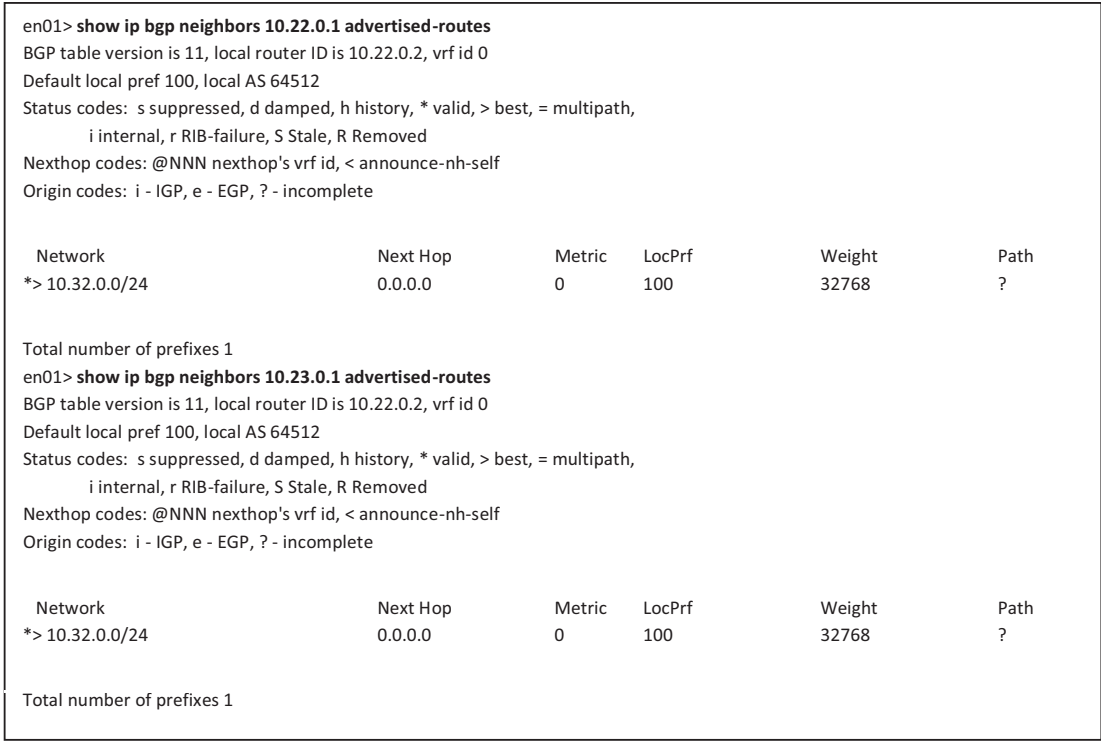 en01> show ip bgp neighbors 10.22.0.1 advertised-routes
BGP table version is 11, local router ID is 10.22.0.2, vrf id 0
Default local pref 100, local AS 64512
Status codes:  s suppressed, d damped, h history, * valid, > best, = multipath,
i internal, r RIB-failure, S Stale, R Removed
Nexthop codes: @NNN nexthop's vrf id, < announce-nh-self
Origin codes:  i - IGP, e - EGP, ? - incomplete
Network Next Hop Metric LocPrf Weight Path
*> 10.32.0.0/24 0.0.0.0 0 100 32768 ?
Total number of prefixes 1
en01> show ip bgp neighbors 10.23.0.1 advertised-routes
BGP table version is 11, local router ID is 10.22.0.2, vrf id 0
Default local pref 100, local AS 64512
Status codes:  s suppressed, d damped, h history, * valid, > best, = multipath,
i internal, r RIB-failure, S Stale, R Removed
Nexthop codes: @NNN nexthop's vrf id, < announce-nh-self
Origin codes:  i - IGP, e - EGP, ? - incomplete
Network Next Hop Metric LocPrf Weight Path
*> 10.32.0.0/24 0.0.0.0 0 100 32768 ?
Total number of prefixes 1